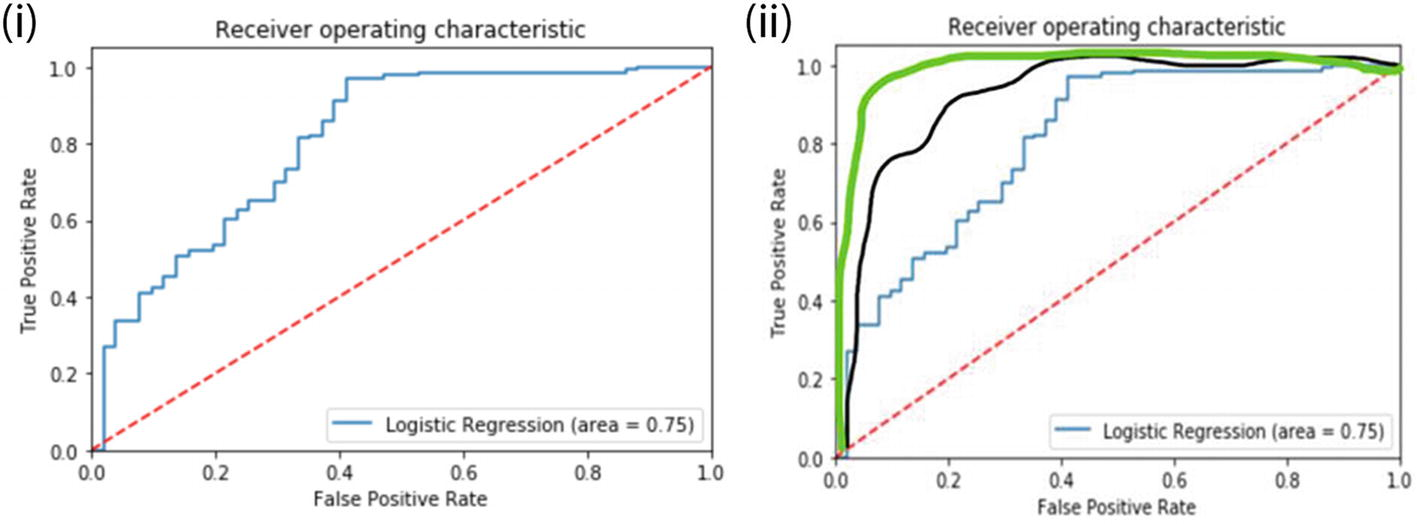 (i)
Receiver operating characteristic
True Positive Rate
1.0
0.8
0.6
0.4
0.2
0.0
Logistic Regression (area = 0.75)
0.0 0.2 0.4 0.6 0.8 1.0
False Positive Rate
(ii)
Receiver operating characteristic
True Positive Rate
1.0
0.8
0.6
0.4
0.2
0.0
Logistic Regression (area = 0.75)
0.0 0.2 0.4 0.6 0.8 1.0
False Positive Rate